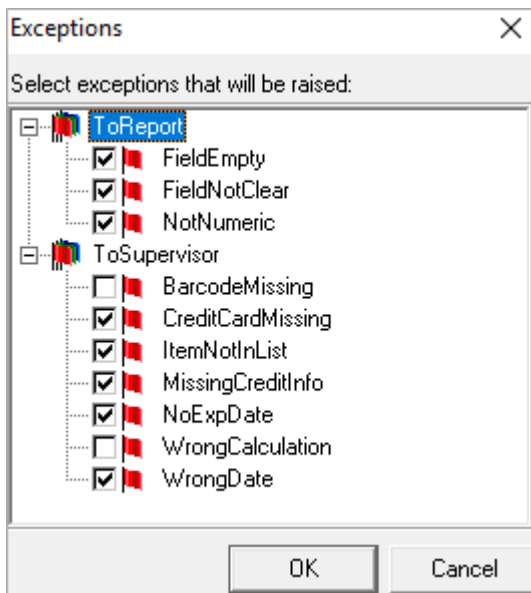 Exceptions
Select exceptions that will be raised:
ToReport
FieldEmpty
FieldNotClear
NotNumeric
ToSupervisor
BarcodeMissing
CreditCardMissing
ItemNotInList
MissingCreditInfo
NoExpDate
WrongCalculation
WrongDate
OK Cancel